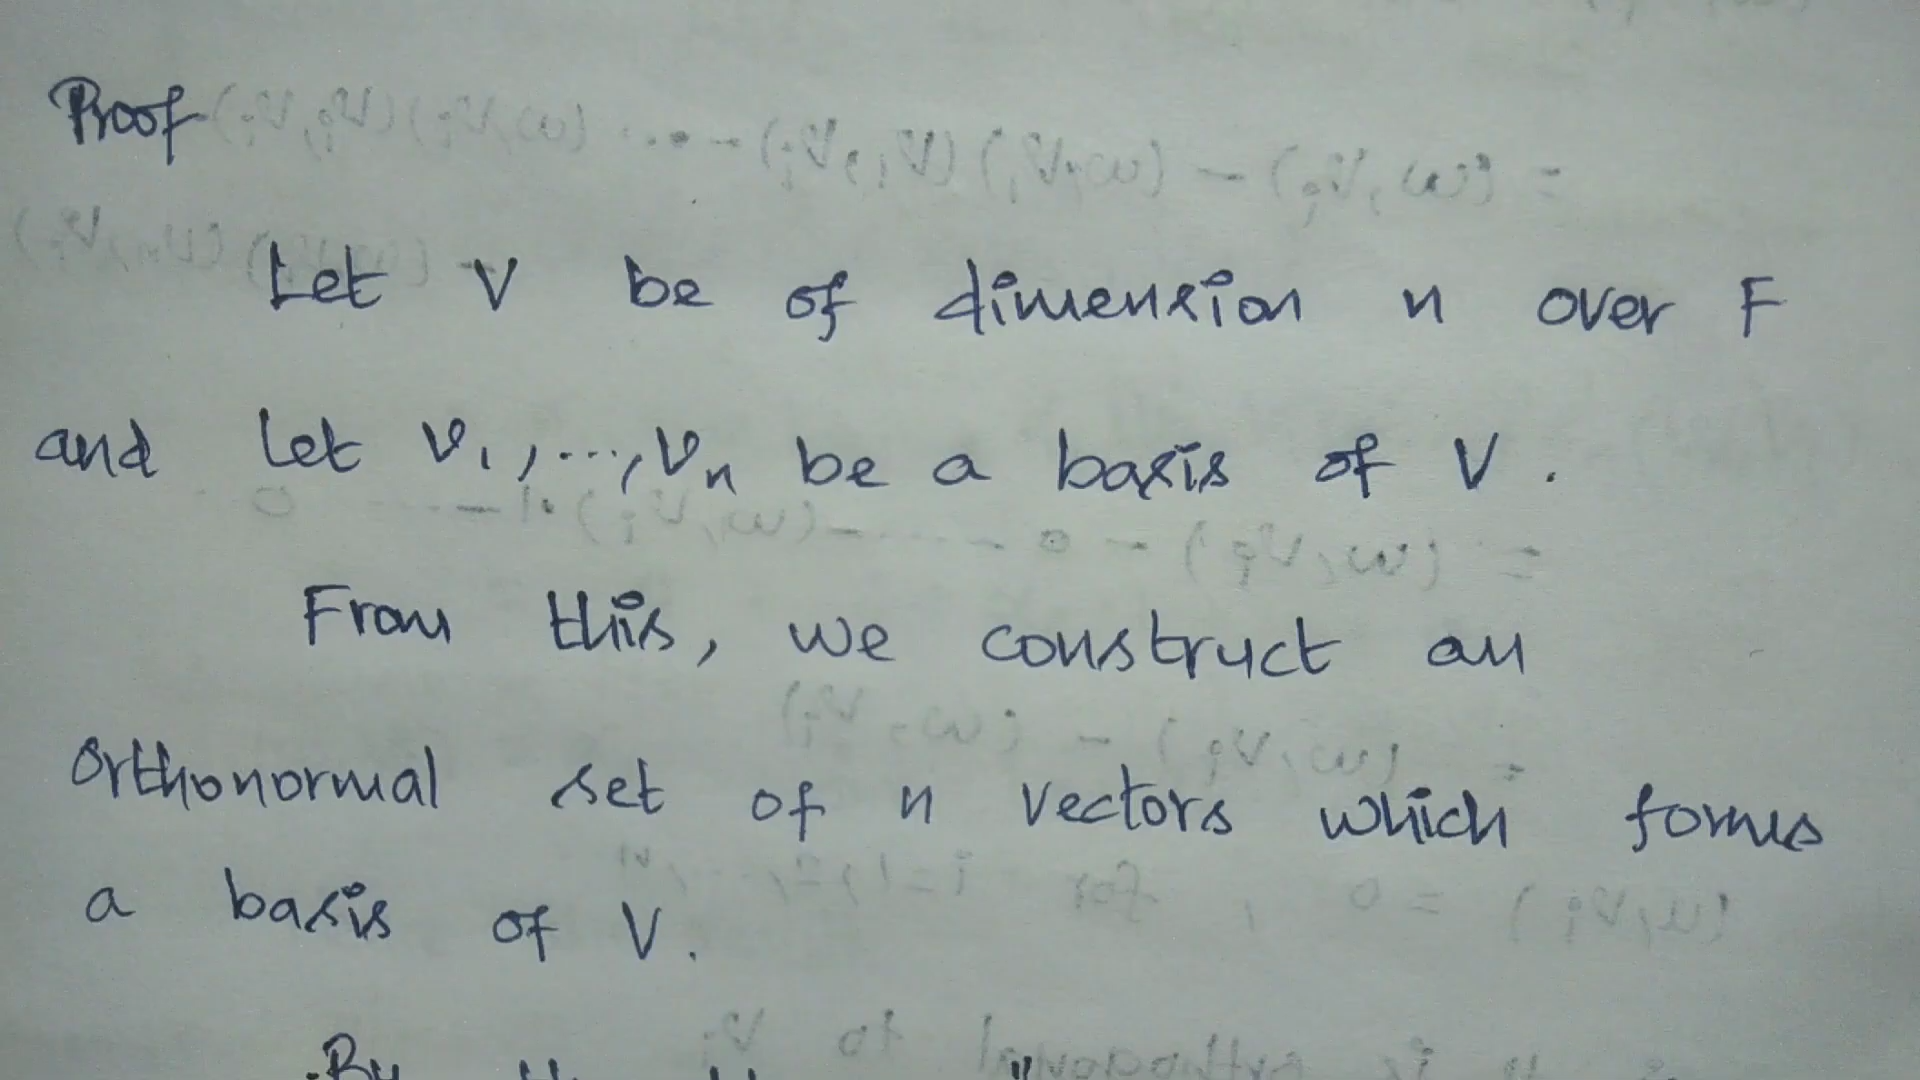 Proof
Let V be of dimension n over F
and let v₁,...,vₙ be a basis of V.
From this, we construct an
orthonormal set of n vectors which forms
a basis of V.
By